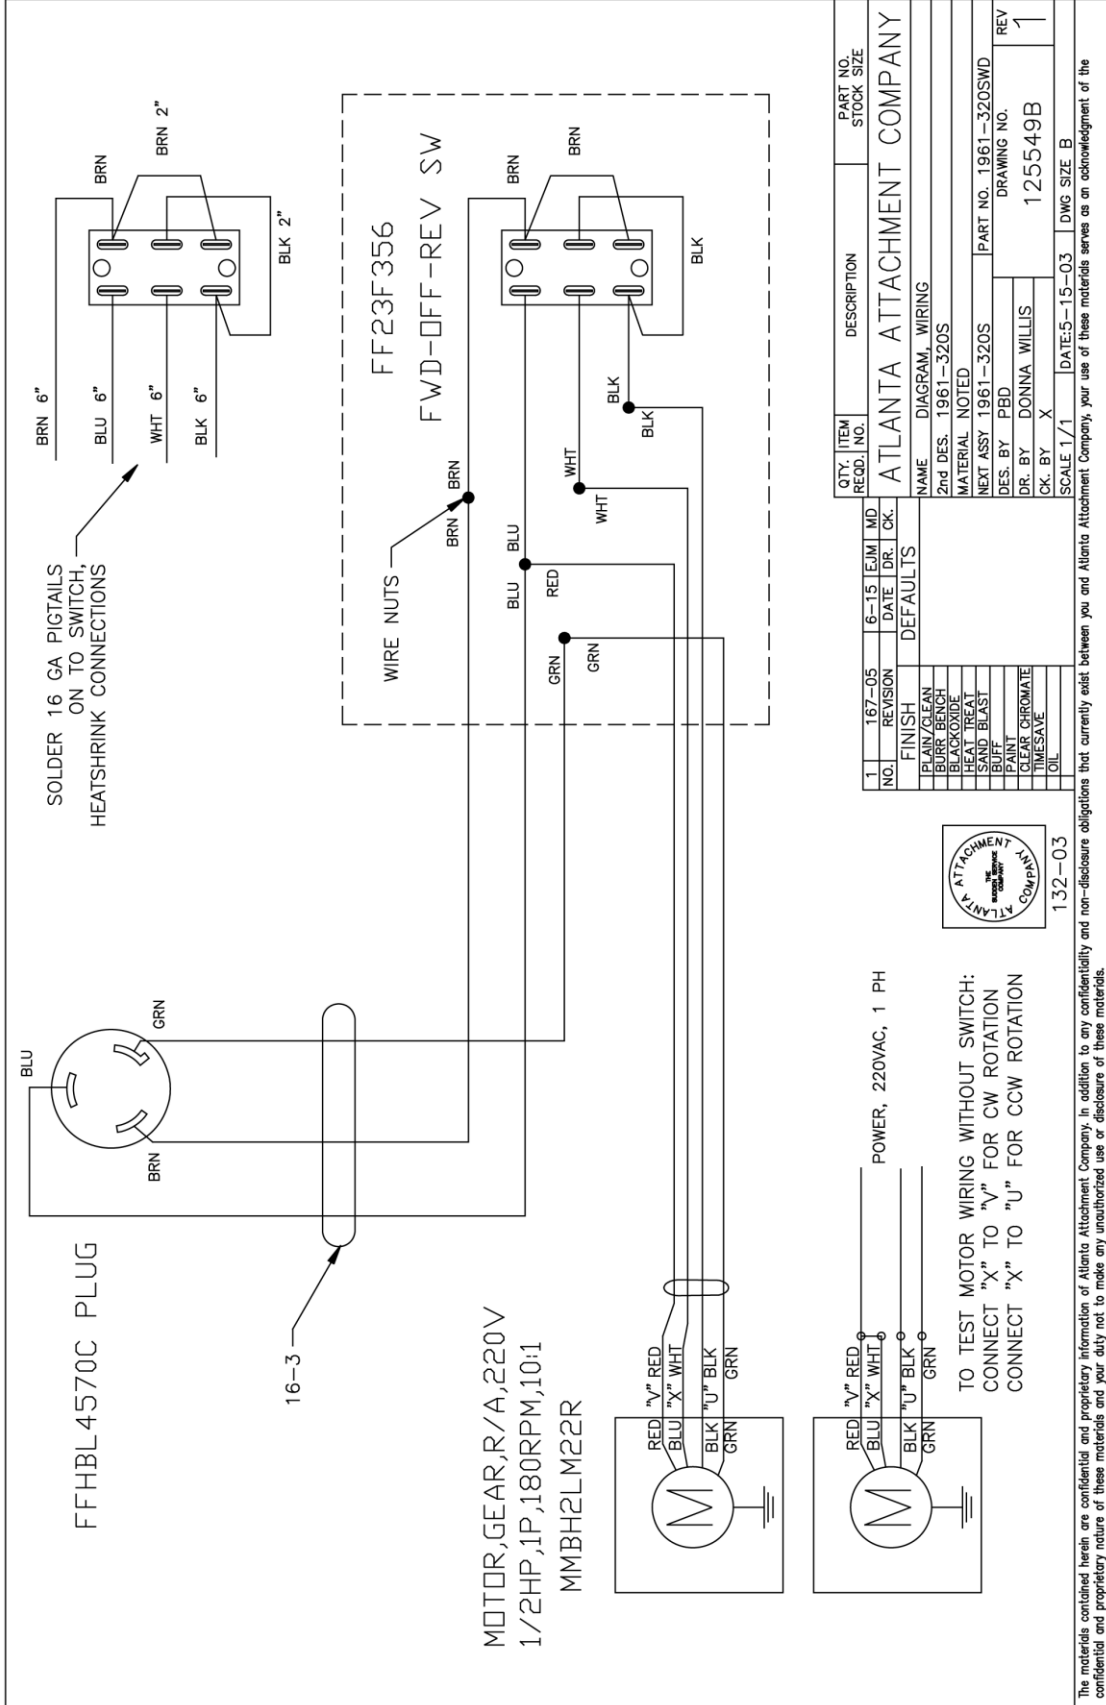 FFHBL4570C PLUG
BLU
GRN
BRN
16-3
SOLDER 16 GA PIGTAILS
ON TO SWITCH,
HEATSHRINK CONNECTIONS
BRN 6"
BLU 6"
WHT 6"
BLK 6"
BRN
BRN 2"
BLK 2"
FF23F356
FWD-OFF-REV SW
WIRE NUTS
BRN
BRN
BRN
BRN
BLU
BLU
RED
GRN
GRN
WHT
WHT
BLK
BLK
BLK
MOTOR,GEAR,R/A,220V
1/2HP,1P,180RPM,10:1
MMBH2LM22R
M
RED "V" RED
BLU "X" WHT
BLK "U" BLK
GRN GRN
M
RED "V" RED
BLU "X" WHT
BLK "U" BLK
GRN GRN
POWER, 220VAC, 1 PH
TO TEST MOTOR WIRING WITHOUT SWITCH:
CONNECT "X" TO "V" FOR CW ROTATION
CONNECT "X" TO "U" FOR CCW ROTATION
ATLANTA ATTACHMENT COMPANY
THE
SUDDEN SERVICE
COMPANY
132-03
1 167-05 6-15 EJM MD
NO. REVISION DATE DR. CK.
FINISH DEFAULTS
PLAIN/CLEAN
BURR BENCH
BLACKOXIDE
HEAT TREAT
SAND BLAST
BUFF
PAINT
CLEAR CHROMATE
TIMESAVE
OIL
QTY. REQD. ITEM NO. DESCRIPTION PART NO. STOCK SIZE
ATLANTA ATTACHMENT COMPANY
NAME DIAGRAM, WIRING
2nd DES. 1961-320S
MATERIAL NOTED
NEXT ASSY 1961-320S PART NO. 1961-320SWD
DES. BY PBD DRAWING NO. REV
DR. BY DONNA WILLIS 125549B 1
CK. BY X
SCALE 1/1 DATE:5-15-03 DWG SIZE B
The materials contained herein are confidential and proprietary information of Atlanta Attachment Company. In addition to any confidentiality and non-disclosure obligations that currently exist between you and Atlanta Attachment Company, your use of these materials serves as an acknowledgment of the
confidential and proprietary nature of these materials and your duty not to make any unauthorized use or disclosure of these materials.